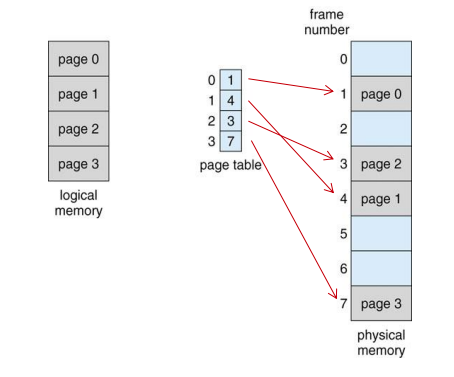 page 0
page 1
page 2
page 3
logical
memory
0 1
1 4
2 3
3 7
page table
frame
number
0
1 page 0
2
3 page 2
4 page 1
5
6
7 page 3
physical
memory